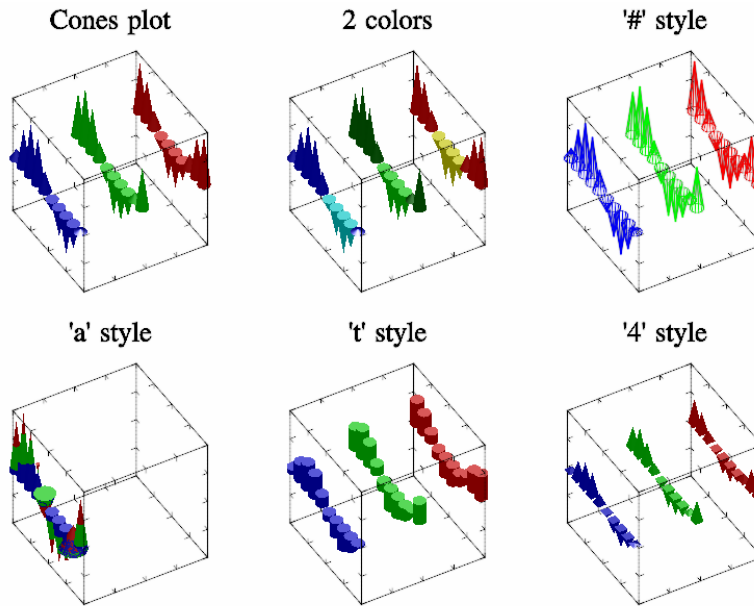 Cones plot
2 colors
'#' style
'a' style
't' style
'4' style